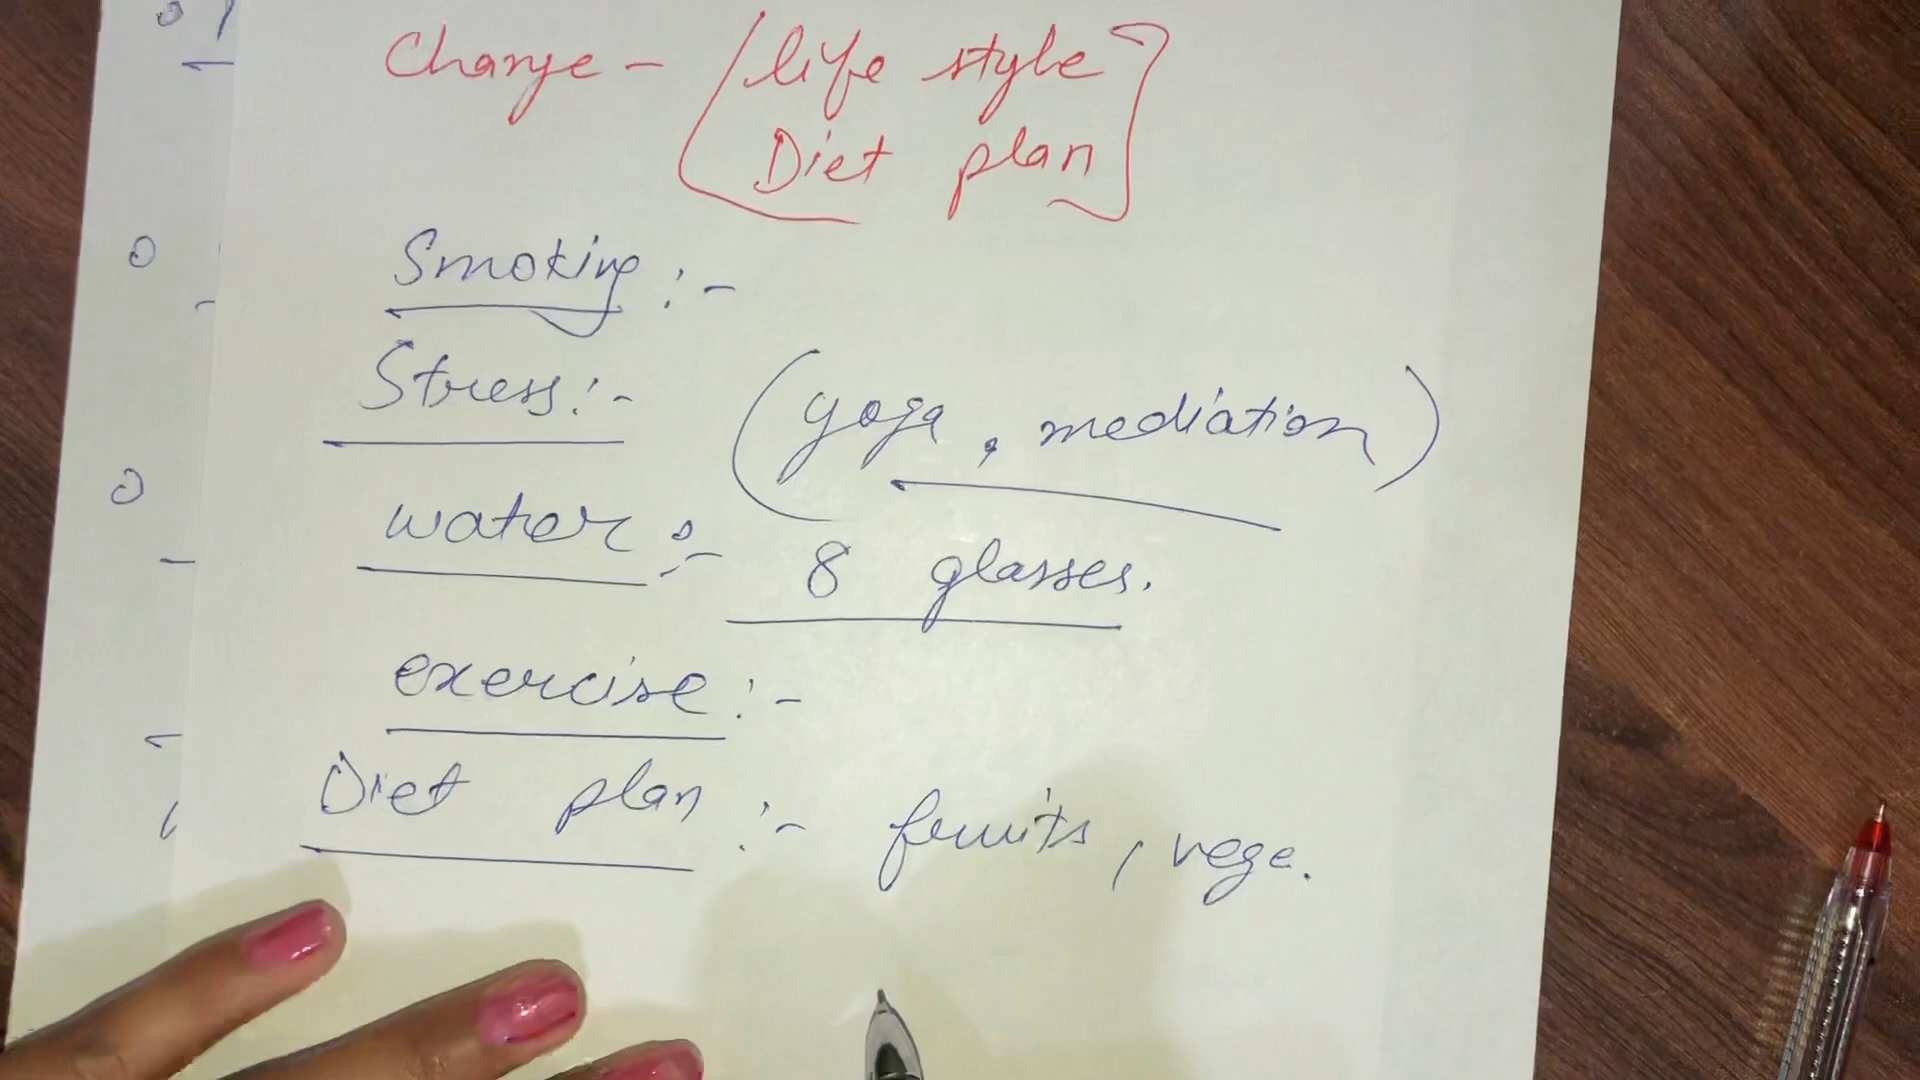 Change - [life style
Diet plan]
Smoking :-
Stress :- (yoga, mediation)
water :- 8 glasses.
exercise :-
Diet plan :- fruits, vege.